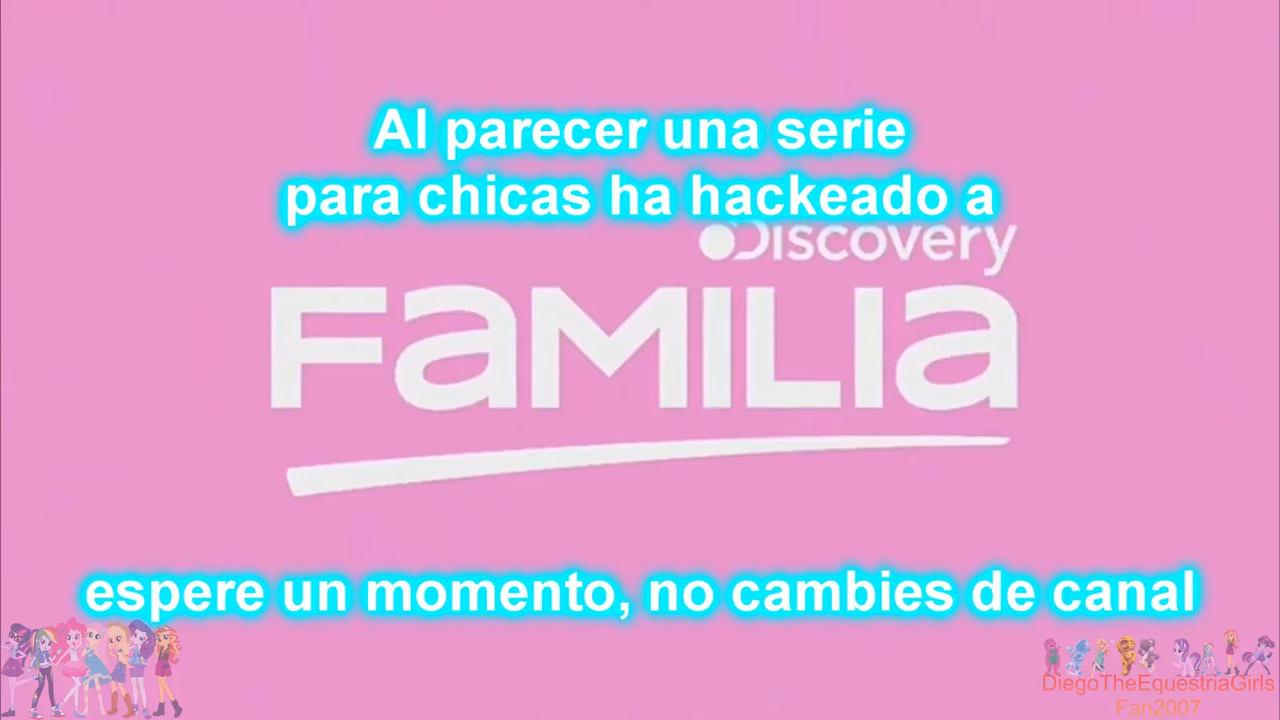 Al parecer una serie
para chicas ha hackeado a
Discovery
FaMILIa
espere un momento, no cambies de canal
DiegoTheEquestriaGirls
Fan2007